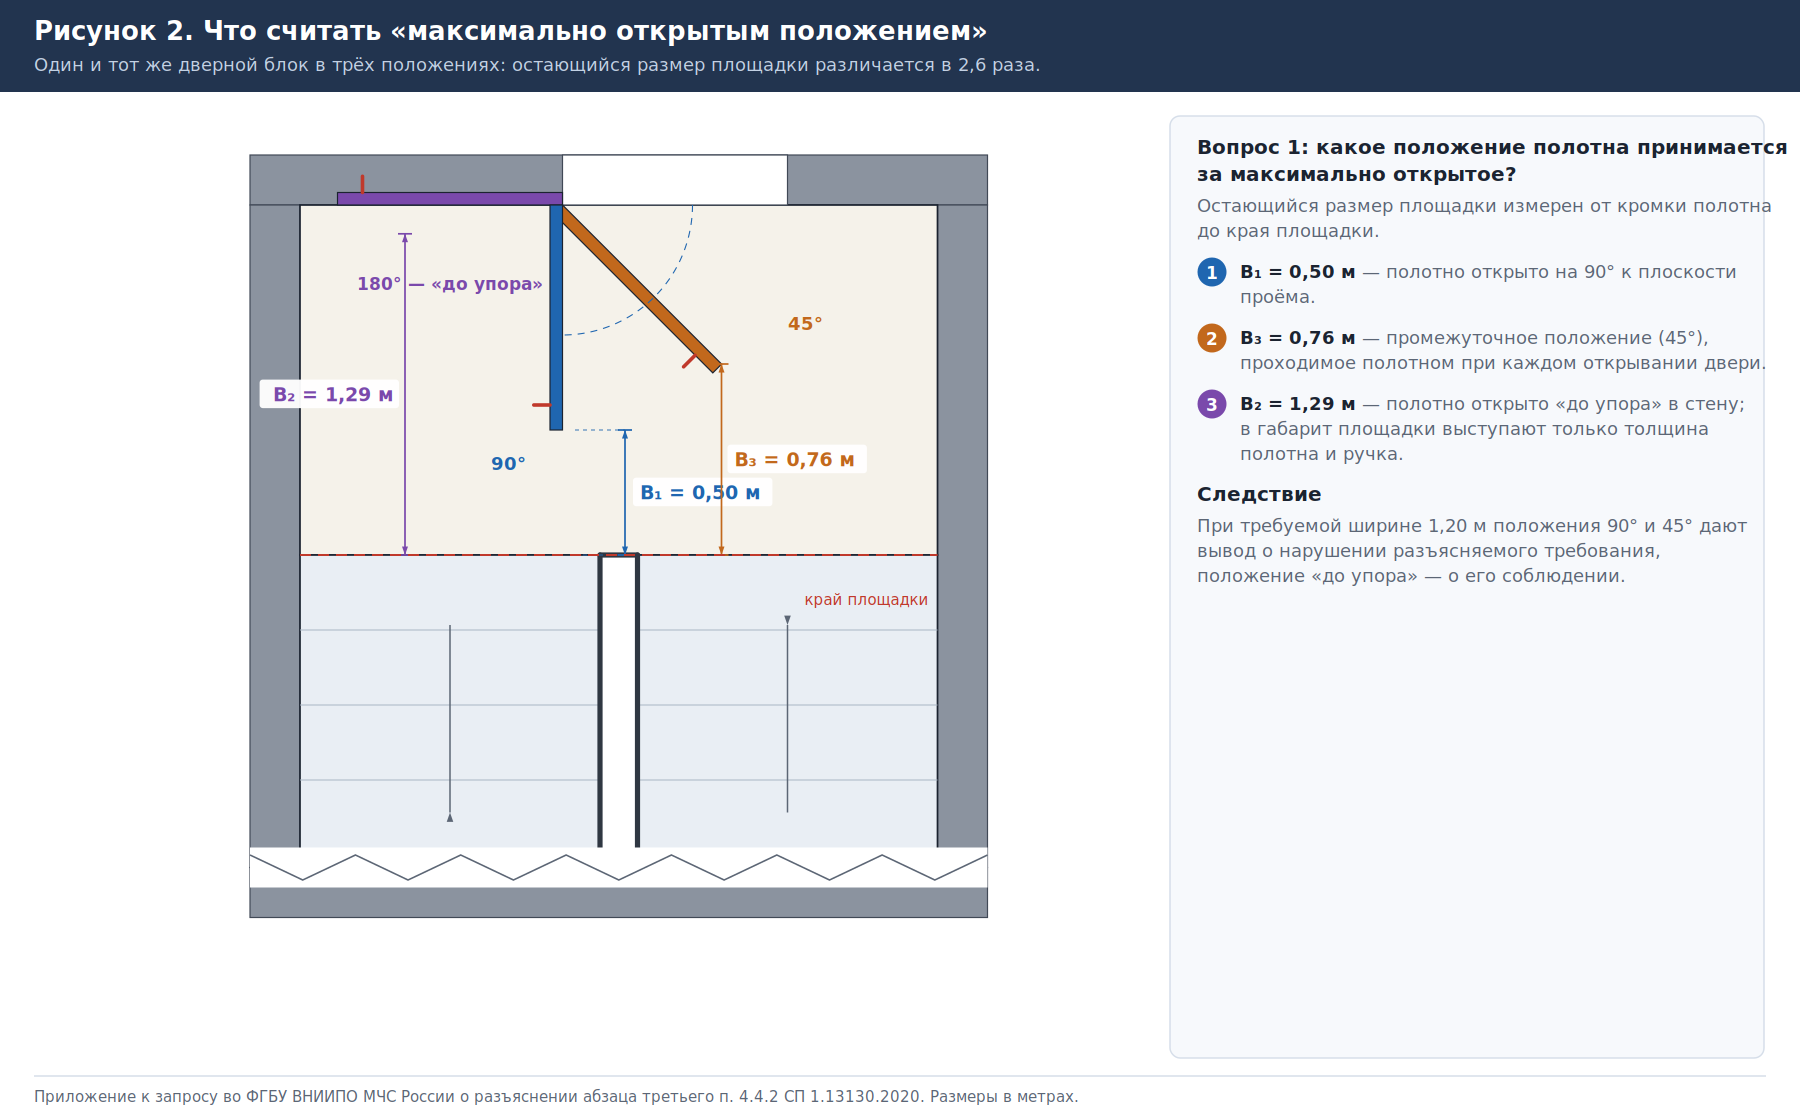 Рисунок 2. Что считать «максимально открытым положением»
Один и тот же дверной блок в трёх положениях: остающийся размер площадки различается в 2,6 раза.
180° — «до упора»
45°
B₂ = 1,29 м
90°
B₃ = 0,76 м
B₁ = 0,50 м
край площадки
Вопрос 1: какое положение полотна принимается
за максимально открытое?
Остающийся размер площадки измерен от кромки полотна
до края площадки.
1 B₁ = 0,50 м — полотно открыто на 90° к плоскости
проёма.
2 B₃ = 0,76 м — промежуточное положение (45°),
проходимое полотном при каждом открывании двери.
3 B₂ = 1,29 м — полотно открыто «до упора» в стену;
в габарит площадки выступают только толщина
полотна и ручка.
Следствие
При требуемой ширине 1,20 м положения 90° и 45° дают
вывод о нарушении разъясняемого требования,
положение «до упора» — о его соблюдении.
Приложение к запросу во ФГБУ ВНИИПО МЧС России о разъяснении абзаца третьего п. 4.4.2 СП 1.13130.2020. Размеры в метрах.